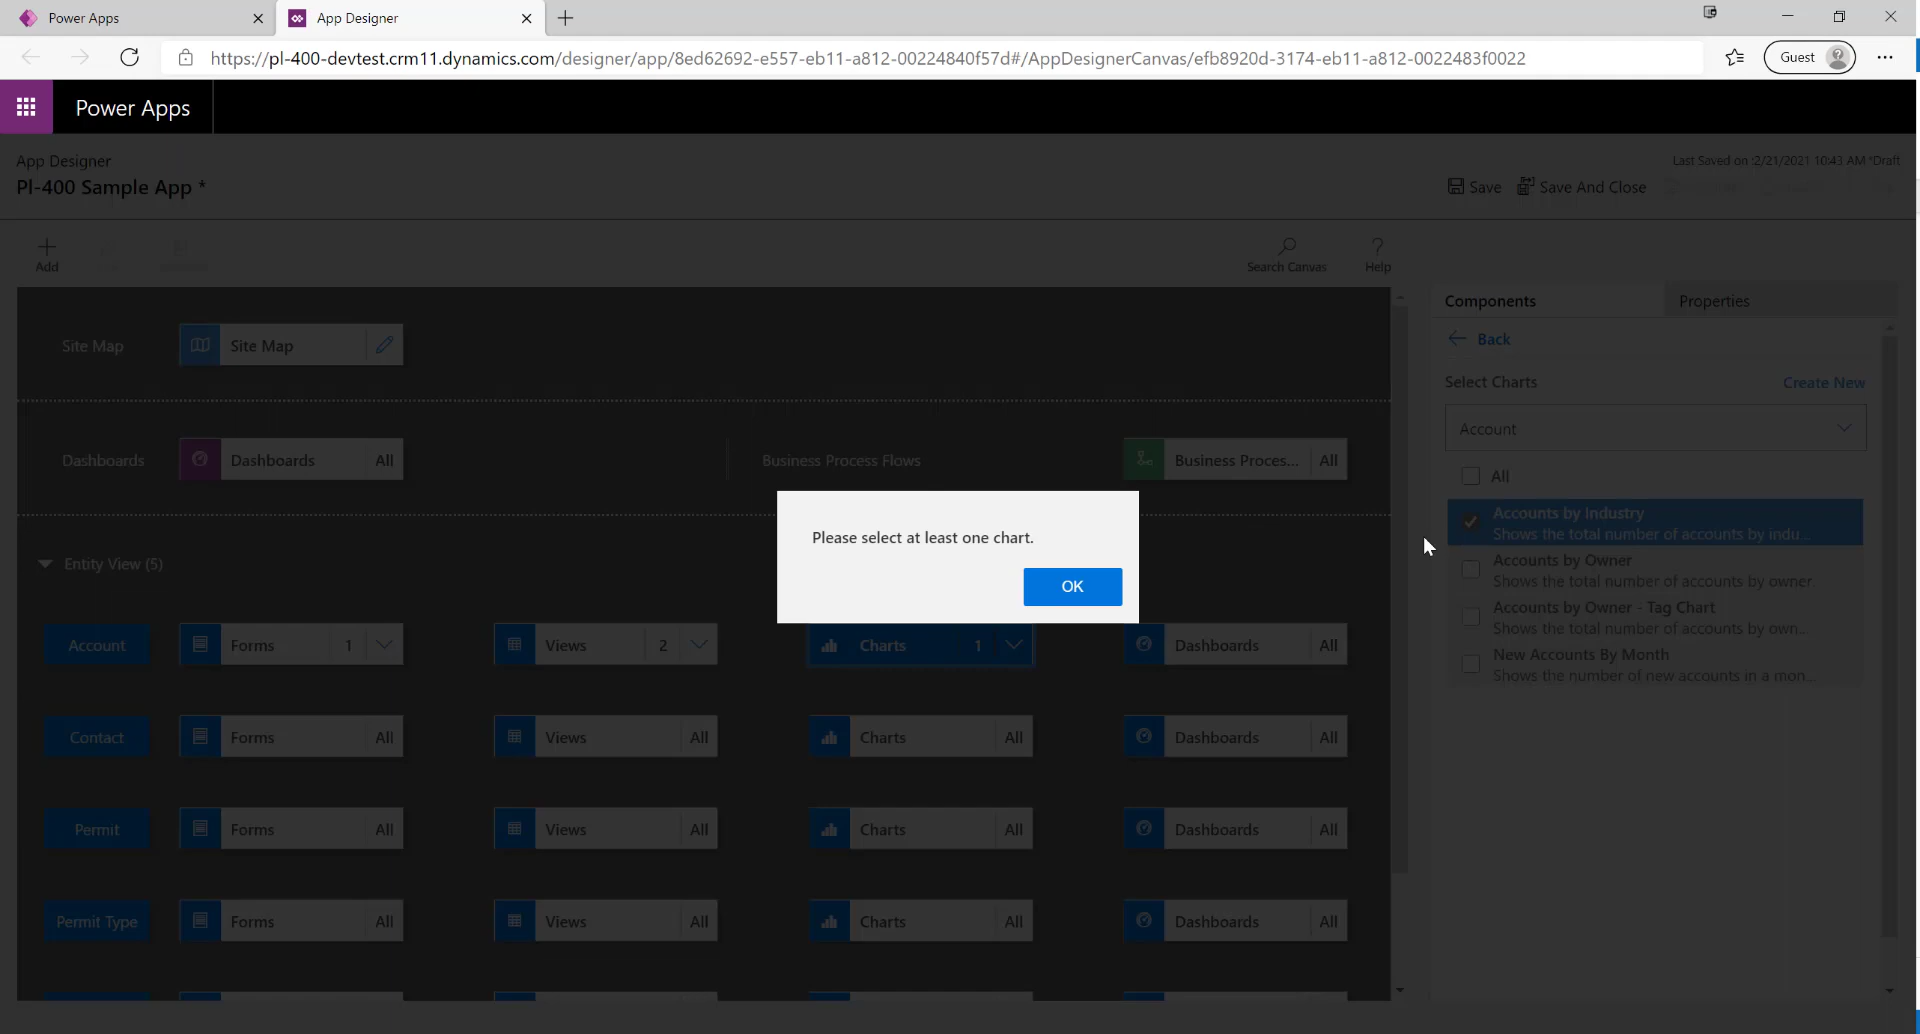 Power Apps
App Designer
https://pl-400-devtest.crm11.dynamics.com/designer/app/8ed62692-e557-eb11-a812-00224840f57d#/AppDesignerCanvas/efb8920d-3174-eb11-a812-0022483f0022
Guest
Power Apps
App Designer
Pl-400 Sample App *
Last Saved on :2/21/2021 10:43 AM *Draft
Save
Save And Close
Add
Search Canvas
Help
Components
Properties
Back
Select Charts
Create New
Account
All
Accounts by Industry
Shows the total number of accounts by indu...
Accounts by Owner
Shows the total number of accounts by owner
Accounts by Owner - Tag Chart
Shows the total number of accounts by own...
New Accounts By Month
Shows the number of new accounts in a mon...
Site Map
Site Map
Dashboards
Dashboards All
Business Process Flows
Business Proces... All
Please select at least one chart.
OK
Entity View (5)
Account Forms 1 Views 2 Charts 1 Dashboards All
Contact Forms All Views All Charts All Dashboards All
Permit Forms All Views All Charts All Dashboards All
Permit Type Forms All Views All Charts All Dashboards All